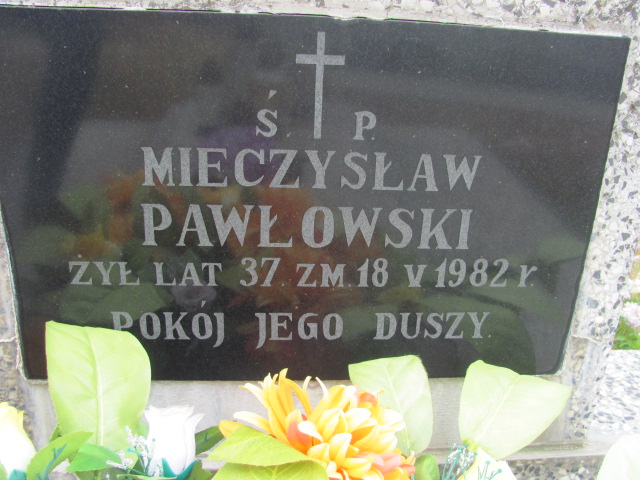 Ś. P.
MIECZYSŁAW
PAWŁOWSKI
ŻYŁ LAT 37. ZM. 18 V 1982 r.
POKÓJ JEGO DUSZY.